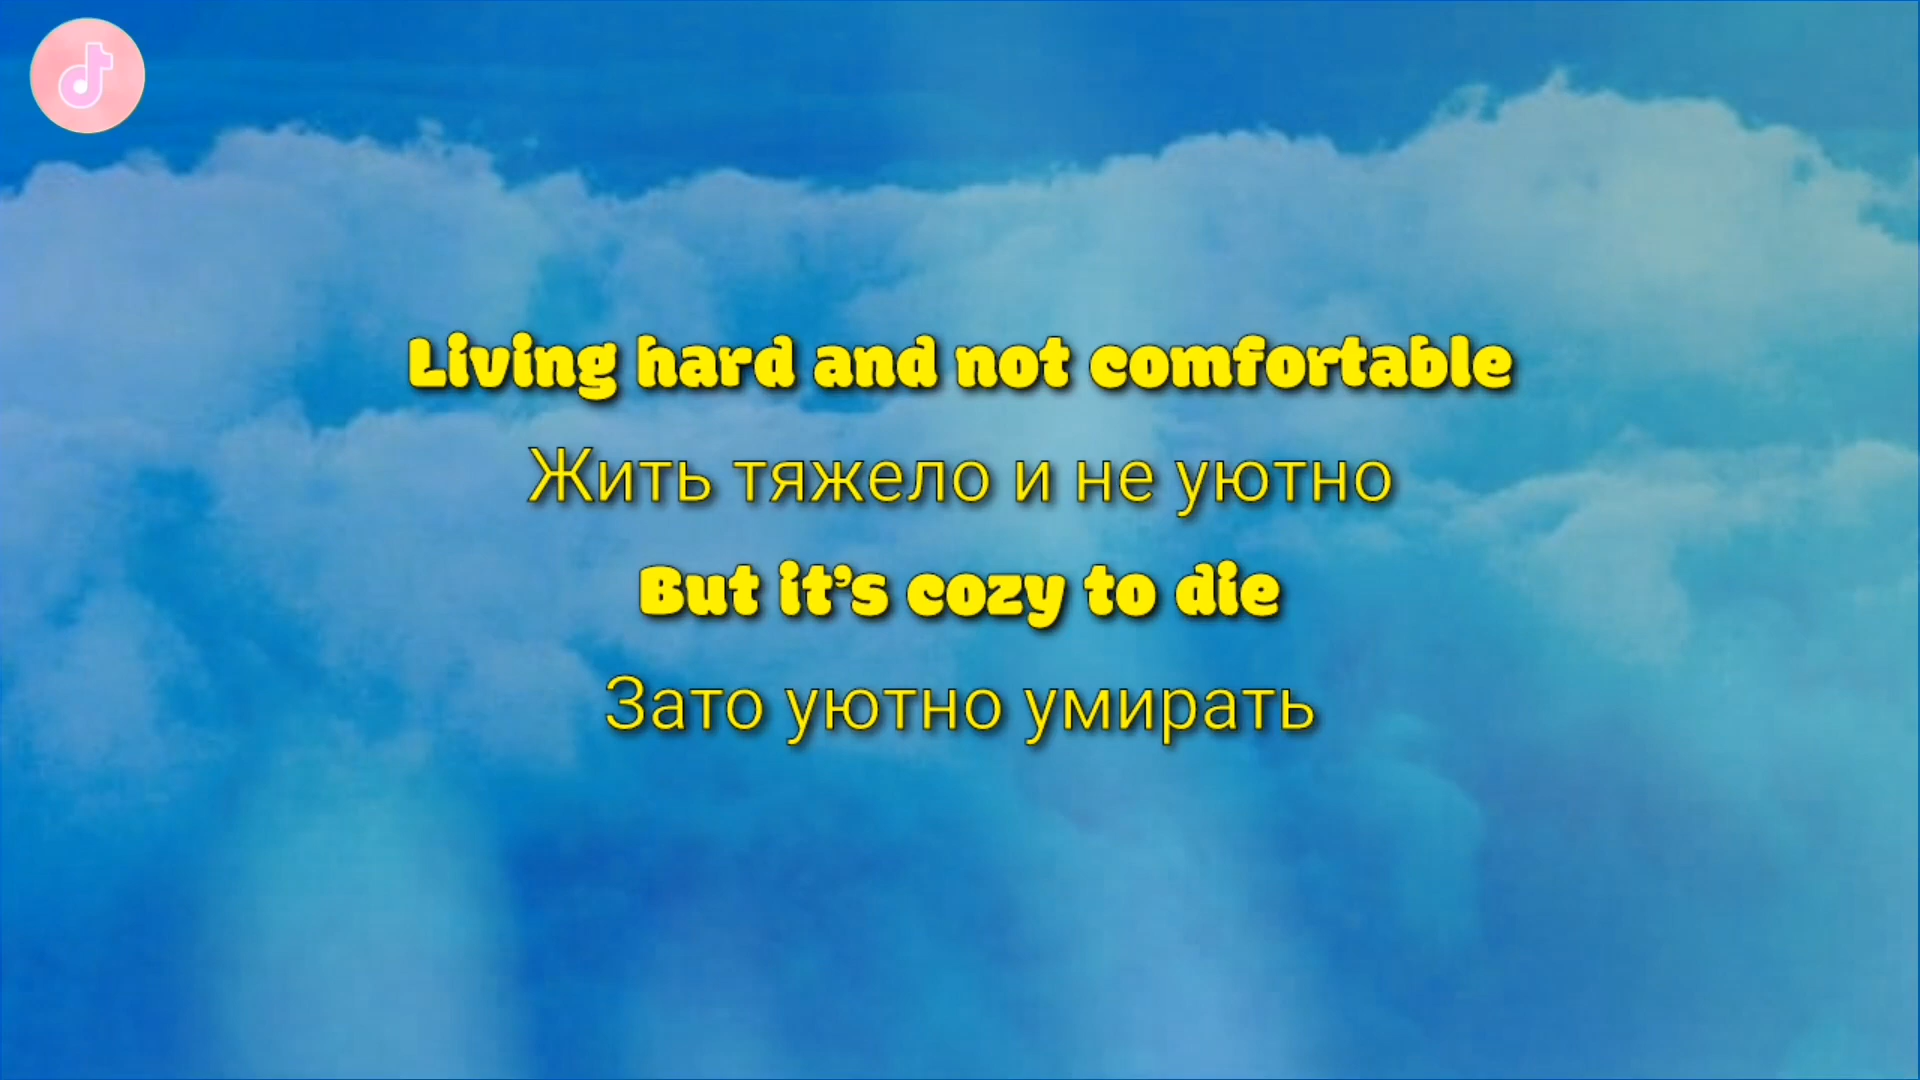 Living hard and not comfortable
Жить тяжело и не уютно
But it's cozy to die
Зато уютно умирать